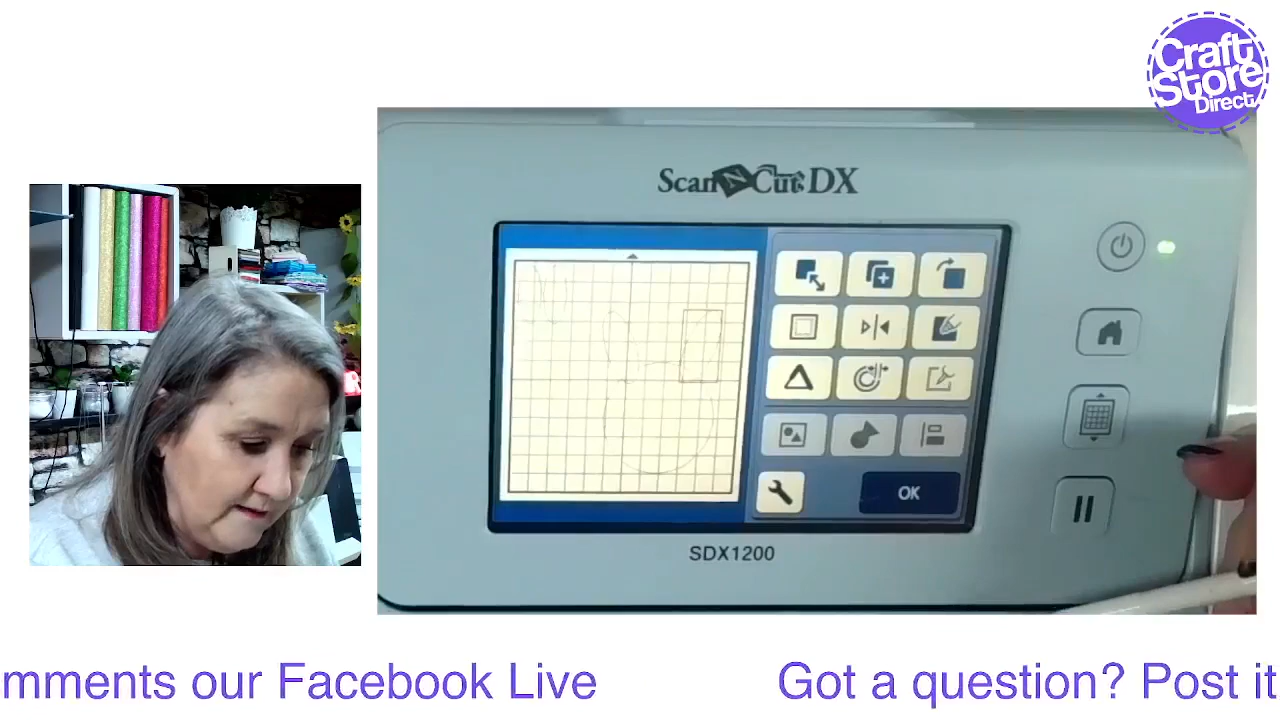 Craft
Store
Direct
ScanNCut DX
OK
SDX1200
mments our Facebook Live
Got a question? Post it